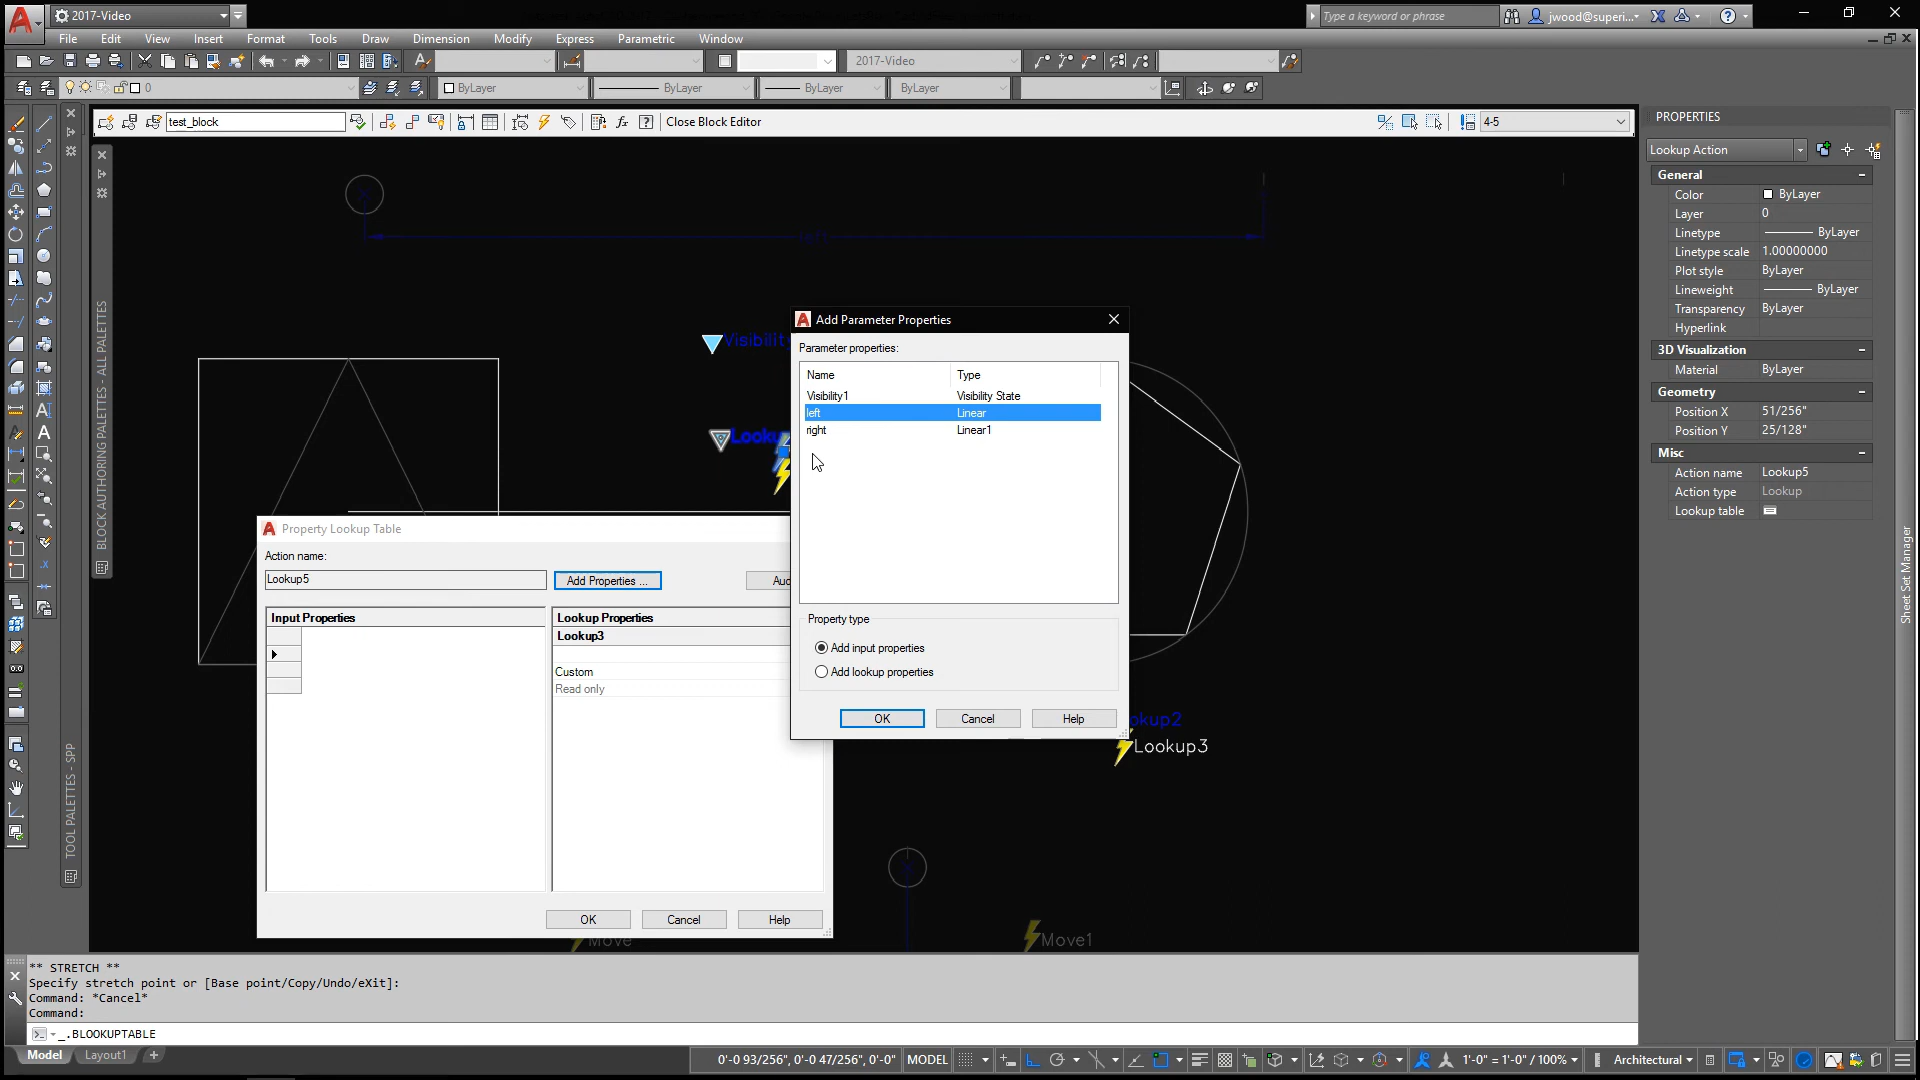 2017-Video
Type a keyword or phrase
jwood@superi...
File Edit View Insert Format Tools Draw Dimension Modify Express Parametric Window
2017-Video
0
ByLayer
ByLayer
ByLayer
ByLayer
test_block
Close Block Editor
4-5
PROPERTIES
Lookup Action
General
Color ByLayer
Layer 0
Linetype ByLayer
Linetype scale 1.00000000
Plot style ByLayer
Lineweight ByLayer
Transparency ByLayer
Hyperlink
3D Visualization
Material ByLayer
Geometry
Position X 51/256"
Position Y 25/128"
Misc
Action name Lookup5
Action type Lookup
Lookup table
Sheet Set Manager
BLOCK AUTHORING PALETTES - ALL PALETTES
TOOL PALETTES - SPP
Add Parameter Properties
Parameter properties:
Name Type
Visibility1 Visibility State
left Linear
right Linear1
Property type
Add input properties
Add lookup properties
OK Cancel Help
Property Lookup Table
Action name:
Lookup5
Add Properties ...
Input Properties
Lookup Properties
Lookup3
Custom
Read only
OK Cancel Help
Lookup3
Move
Move1
** STRETCH **
Specify stretch point or [Base point/Copy/Undo/eXit]:
Command: *Cancel*
Command:
_.BLOOKUPTABLE
Model Layout1 +
0'-0 93/256", 0'-0 47/256", 0'-0"
MODEL
1'-0" = 1'-0" / 100%
Architectural